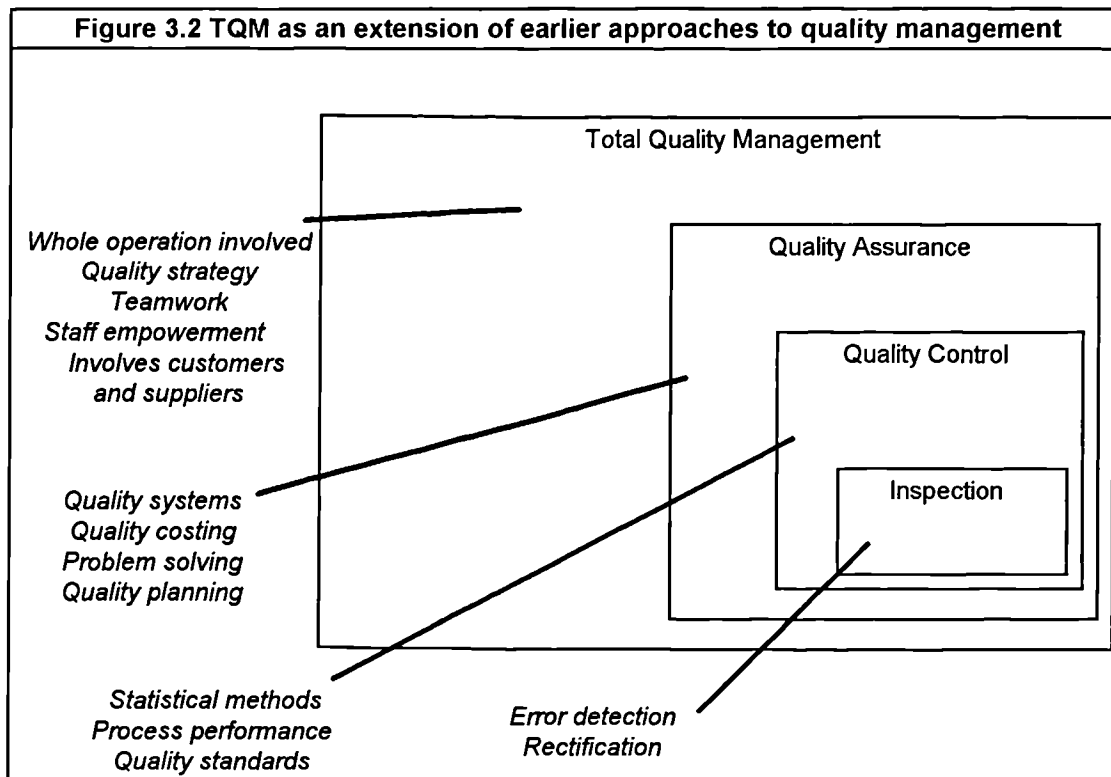 Figure 3.2 TQM as an extension of earlier approaches to quality management
Total Quality Management
Whole operation involved
Quality strategy
Teamwork
Staff empowerment
Involves customers
and suppliers
Quality Assurance
Quality Control
Inspection
Quality systems
Quality costing
Problem solving
Quality planning
Statistical methods
Process performance
Quality standards
Error detection
Rectification